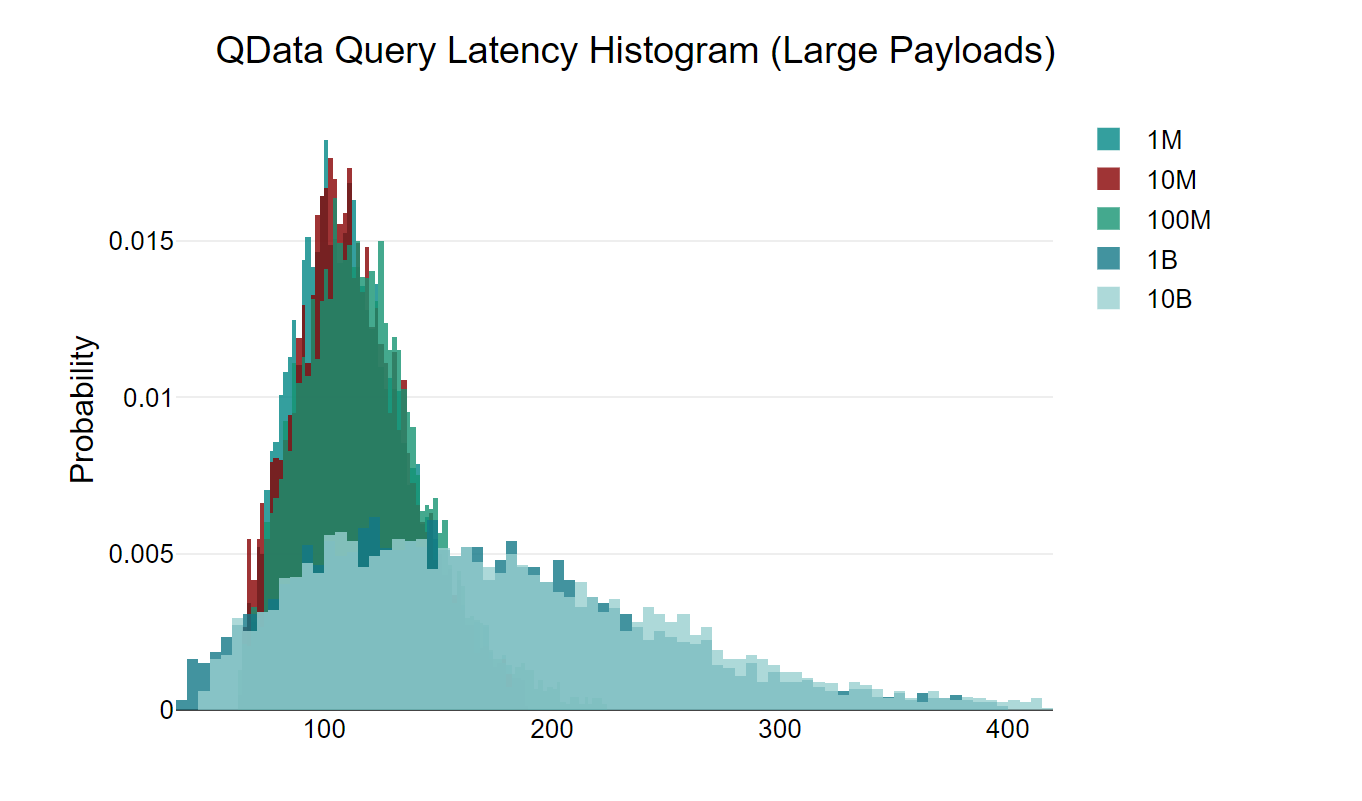 QData Query Latency Histogram (Large Payloads)
1M
10M
100M
1B
10B
Probability
0.015
0.01
0.005
0
100
200
300
400